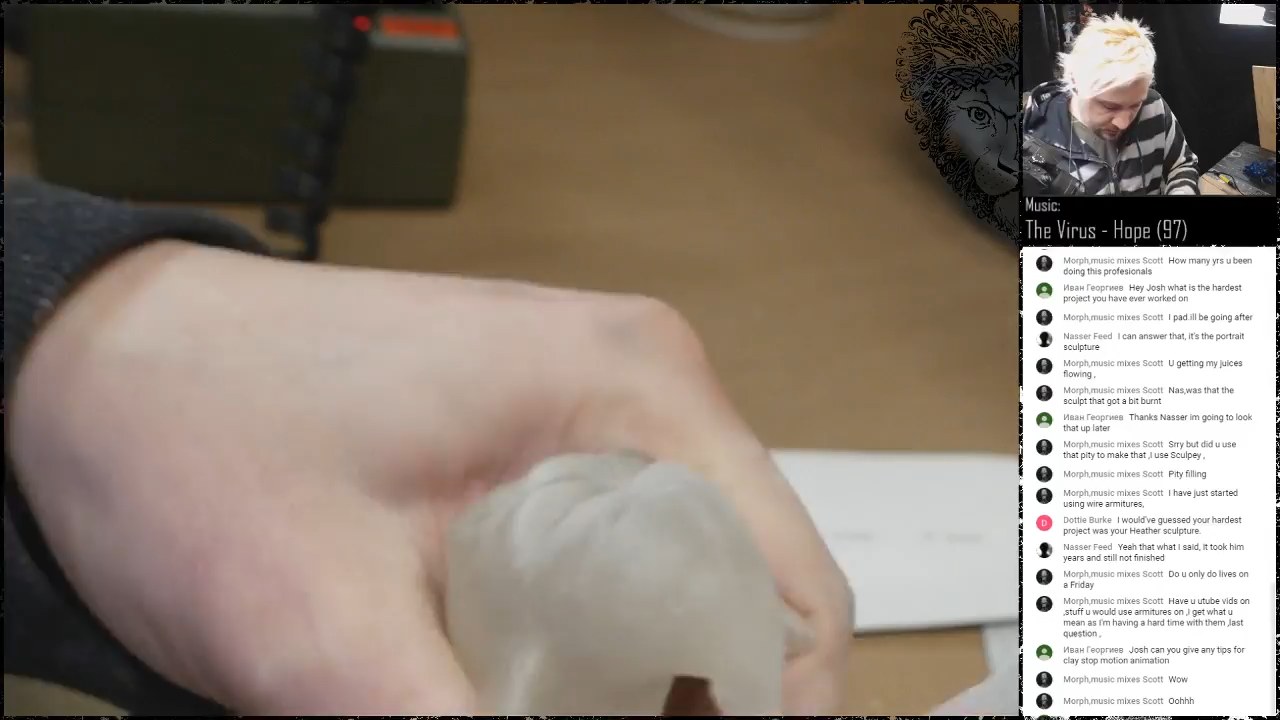 Music:
The Virus - Hope (97)
Morph,music mixes Scott How many yrs u been
doing this profesionals
Иван Георгиев Hey Josh what is the hardest
project you have ever worked on
Morph,music mixes Scott I pad.ill be going after
Nasser Feed I can answer that, it's the portrait
sculpture
Morph,music mixes Scott U getting my juices
flowing ,
Morph,music mixes Scott Nas,was that the
sculpt that got a bit burnt
Иван Георгиев Thanks Nasser im going to look
that up later
Morph,music mixes Scott Srry but did u use
that pity to make that ,I use Sculpey ,
Morph,music mixes Scott Pity filling
Morph,music mixes Scott I have just started
using wire armitures,
D Dottie Burke I would've guessed your hardest
project was your Heather sculpture.
Nasser Feed Yeah that what I said, it took him
years and still not finished
Morph,music mixes Scott Do u only do lives on
a Friday
Morph,music mixes Scott Have u utube vids on
,stuff u would use armitures on ,I get what u
mean as I'm having a hard time with them ,last
question ,
Иван Георгиев Josh can you give any tips for
clay stop motion animation
Morph,music mixes Scott Wow
Morph,music mixes Scott Oohhh